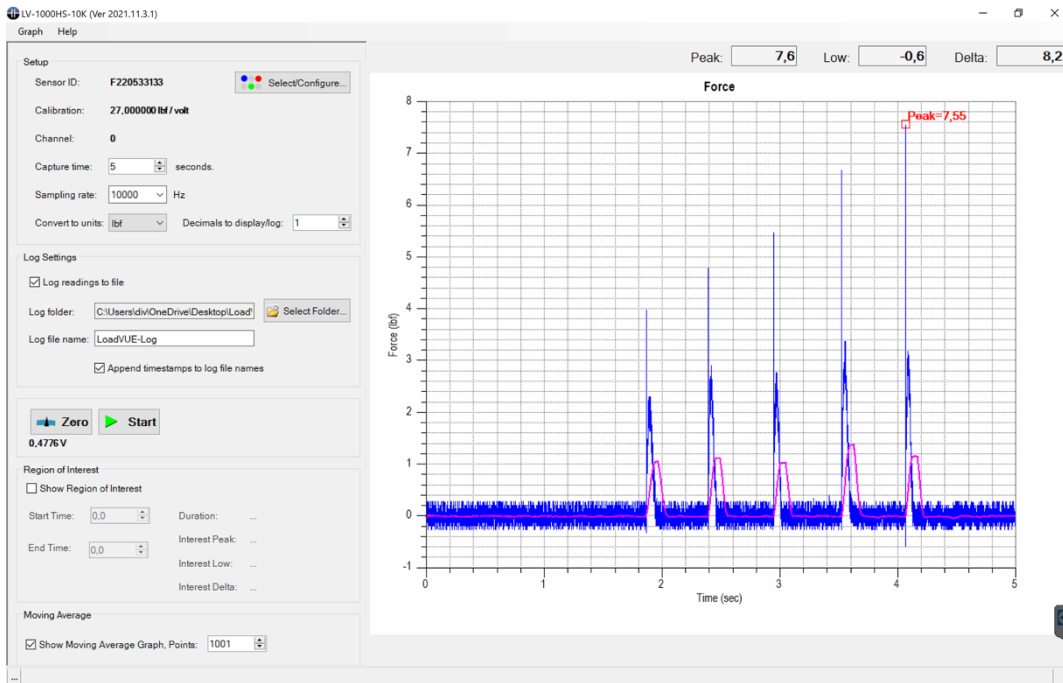 LV-1000HS-10K (Ver 2021.11.3.1)
Graph Help
Setup
Sensor ID: F220533133 Select/Configure...
Calibration: 27,000000 lbf / volt
Channel: 0
Capture time: 5 seconds.
Sampling rate: 10000 Hz
Convert to units: lbf Decimals to display/log: 1
Log Settings
Log readings to file
Log folder: C:\Users\div\OneDrive\Desktop\Load\ Select Folder...
Log file name: LoadVUE-Log
Append timestamps to log file names
Zero Start
0,4776 V
Region of Interest
Show Region of Interest
Start Time: 0,0 Duration: ...
Interest Peak: ...
End Time: 0,0
Interest Low: ...
Interest Delta: ...
Moving Average
Show Moving Average Graph, Points: 1001
...
Peak: 7,6 Low: -0,6 Delta: 8,2
Force
Peak=7,55
8
7
6
5
4
3
2
1
0
-1
Force (lbf)
0 1 2 3 4 5
Time (sec)